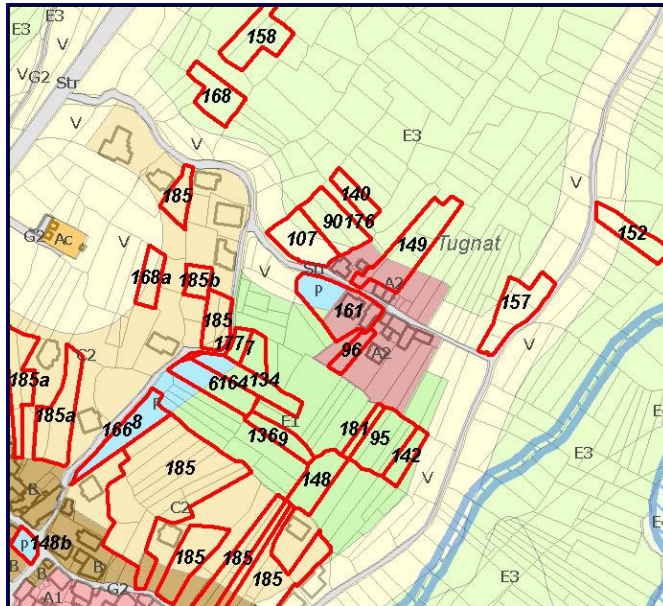 E3
E3
V
158
V
G2
Str
168
V
E3
V
140
185
90
176
V
149
107
Tugnat
G2
Ac
V
Str
152
168a
185b
p
A2
157
161
185
V
177
7
96
A2
C2
185a
6164
134
185a
166
8
P
1369
E1
181
95
185
142
E3
148
V
B
C2
p
148b
185
185
B
B
G2
185
E3
A1